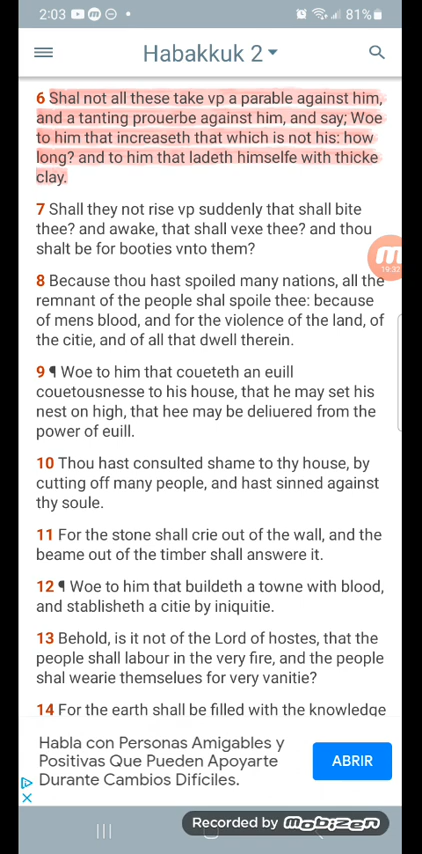 2:03 81%
Habakkuk 2
6 Shal not all these take vp a parable against him,
and a tanting prouerbe against him, and say; Woe
to him that increaseth that which is not his: how
long? and to him that ladeth himselfe with thicke
clay.
7 Shall they not rise vp suddenly that shall bite
thee? and awake, that shall vexe thee? and thou
shalt be for booties vnto them?
19:32
8 Because thou hast spoiled many nations, all the
remnant of the people shal spoile thee: because
of mens blood, and for the violence of the land, of
the citie, and of all that dwell therein.
9 ¶ Woe to him that coueteth an euill
couetousnesse to his house, that he may set his
nest on high, that hee may be deliuered from the
power of euill.
10 Thou hast consulted shame to thy house, by
cutting off many people, and hast sinned against
thy soule.
11 For the stone shall crie out of the wall, and the
beame out of the timber shall answere it.
12 ¶ Woe to him that buildeth a towne with blood,
and stablisheth a citie by iniquitie.
13 Behold, is it not of the Lord of hostes, that the
people shall labour in the very fire, and the people
shal wearie themselues for very vanitie?
14 For the earth shall be filled with the knowledge
Habla con Personas Amigables y
Positivas Que Pueden Apoyarte
Durante Cambios Difíciles.
ABRIR
Recorded by mobizen